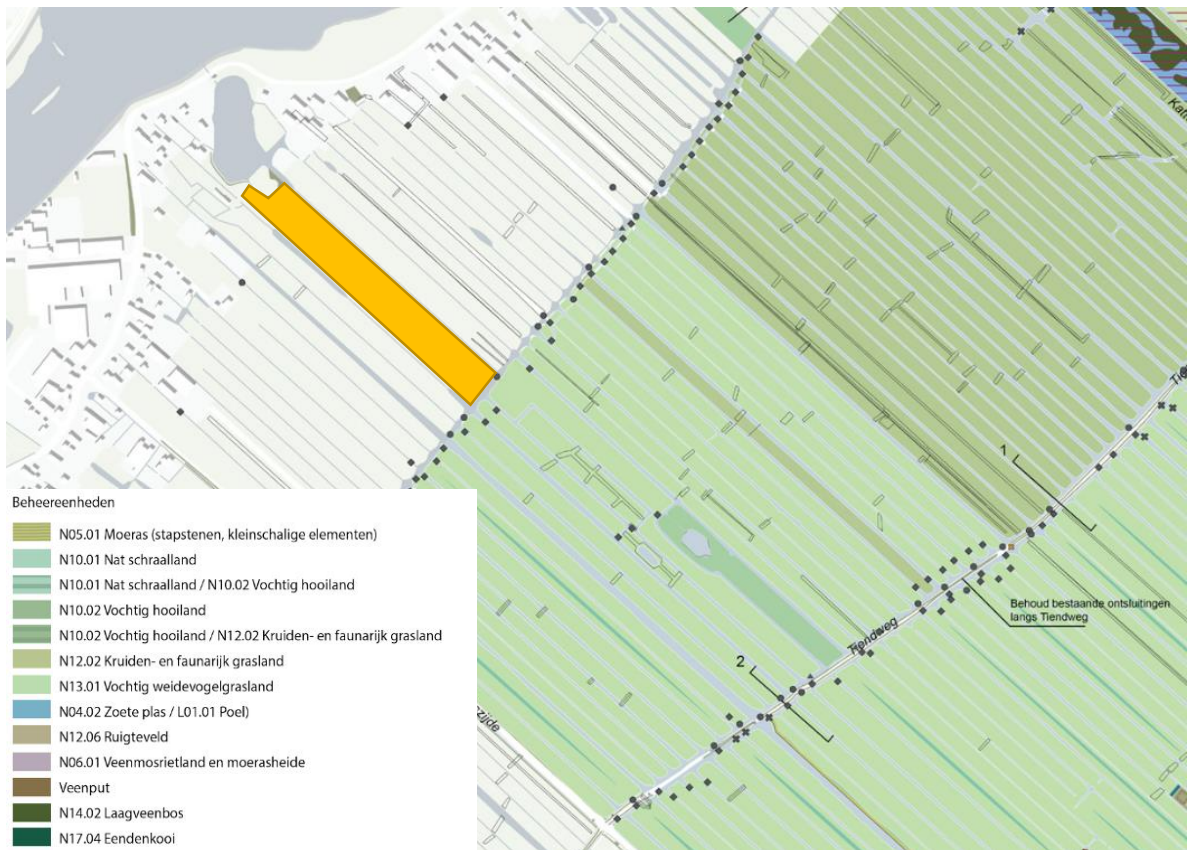 Kath
Tie
1
Behoud bestaande ontsluitingen
langs Tiendweg
Tiendweg
2
zijde
Beheereenheden
N05.01 Moeras (stapstenen, kleinschalige elementen)
N10.01 Nat schraalland
N10.01 Nat schraalland / N10.02 Vochtig hooiland
N10.02 Vochtig hooiland
N10.02 Vochtig hooiland / N12.02 Kruiden- en faunarijk grasland
N12.02 Kruiden- en faunarijk grasland
N13.01 Vochtig weidevogelgrasland
N04.02 Zoete plas / L01.01 Poel)
N12.06 Ruigteveld
N06.01 Veenmosrietland en moerasheide
Veenput
N14.02 Laagveenbos
N17.04 Eendenkooi